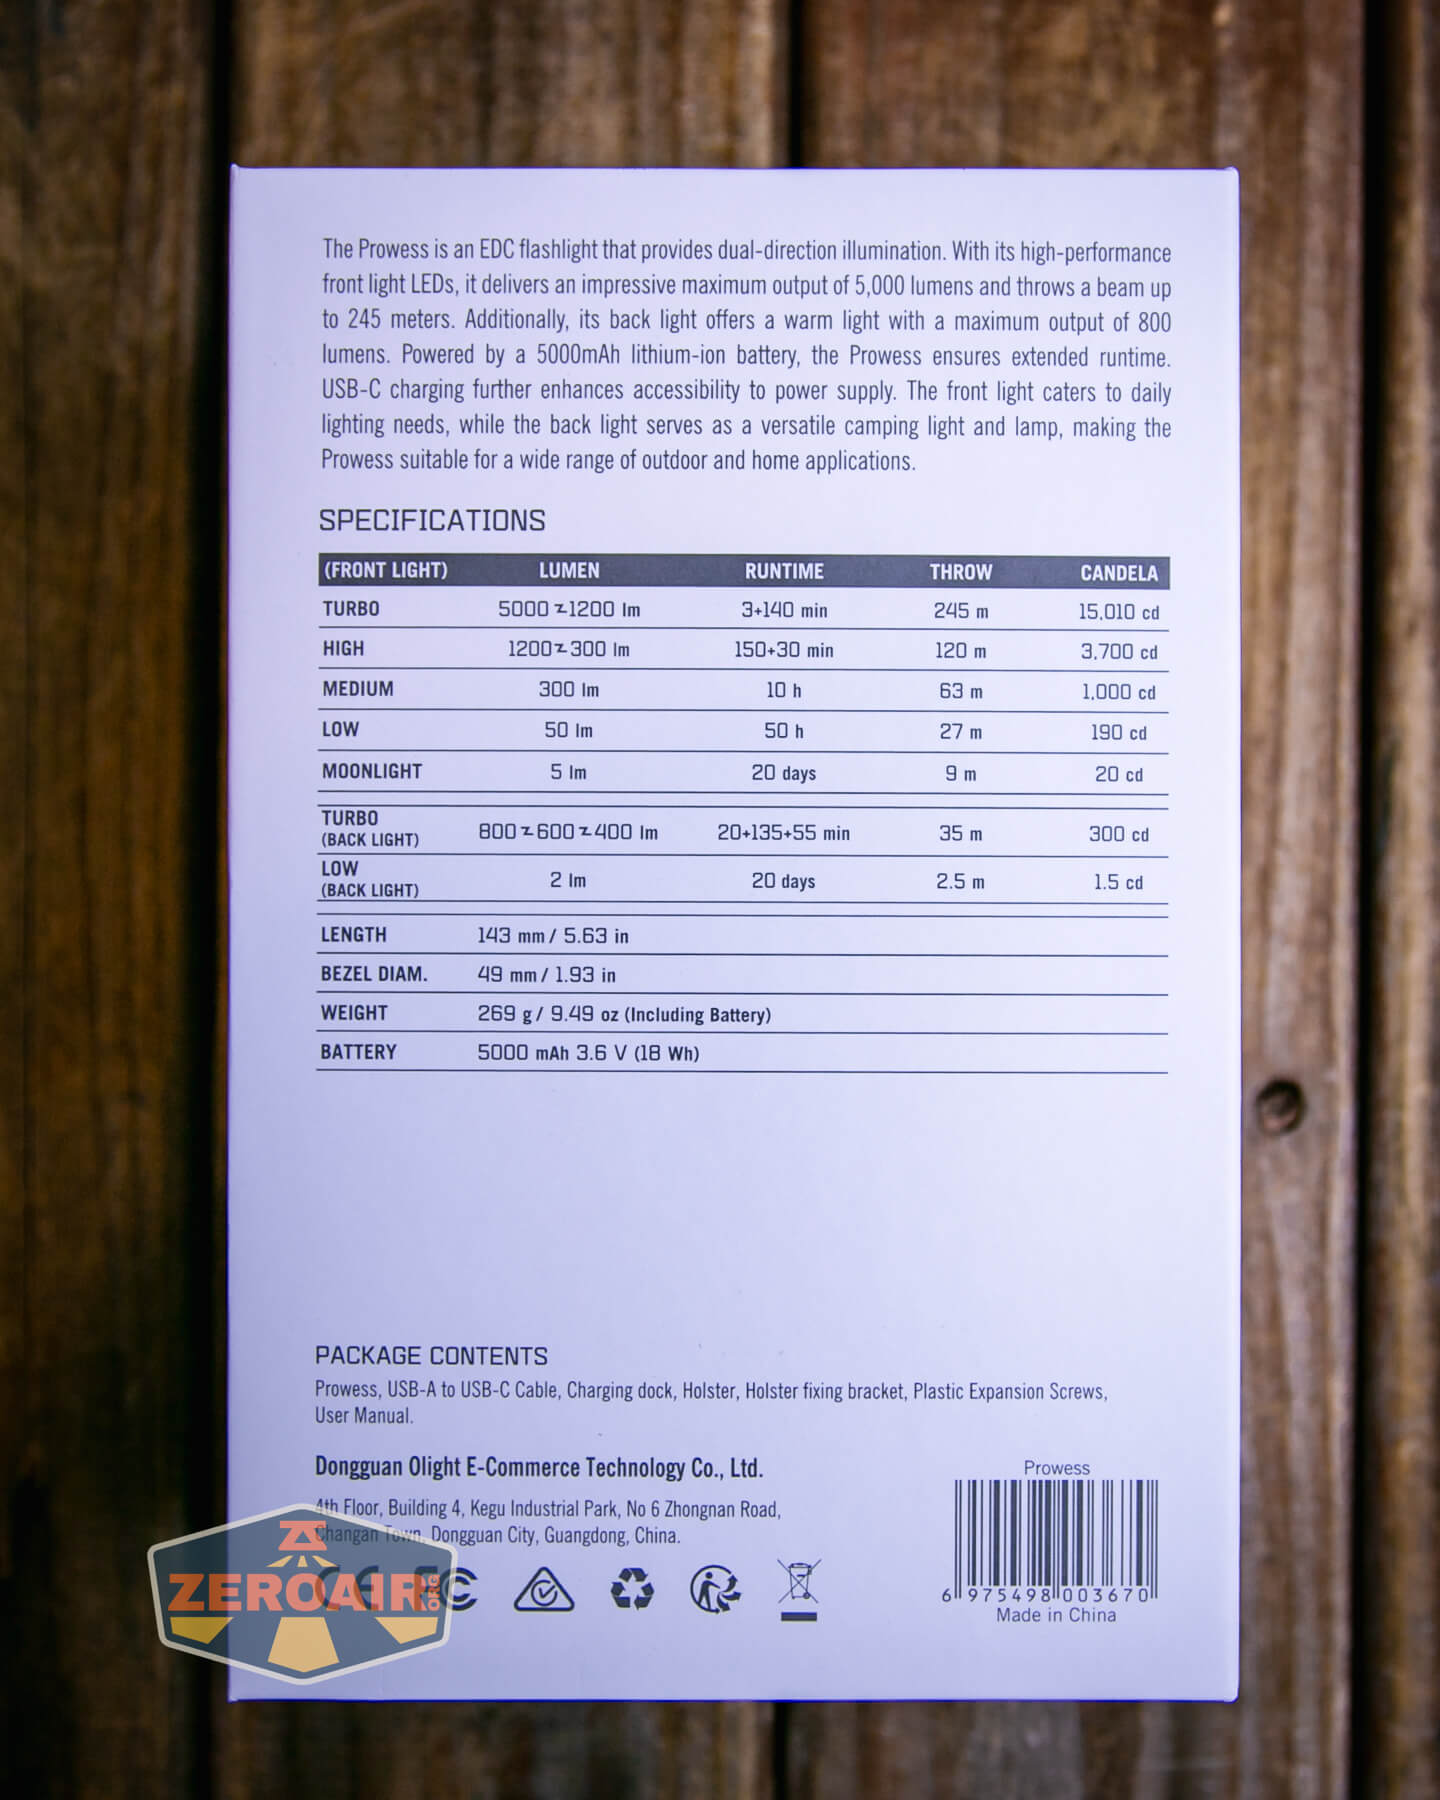 The Prowess is an EDC flashlight that provides dual-direction illumination. With its high-performance
front light LEDs, it delivers an impressive maximum output of 5,000 lumens and throws a beam up
to 245 meters. Additionally, its back light offers a warm light with a maximum output of 800
lumens. Powered by a 5000mAh lithium-ion battery, the Prowess ensures extended runtime.
USB-C charging further enhances accessibility to power supply. The front light caters to daily
lighting needs, while the back light serves as a versatile camping light and lamp, making the
Prowess suitable for a wide range of outdoor and home applications.
SPECIFICATIONS
(FRONT LIGHT) LUMEN RUNTIME THROW CANDELA
TURBO 5000~1200 lm 3+140 min 245 m 15,010 cd
HIGH 1200~300 lm 150+30 min 120 m 3,700 cd
MEDIUM 300 lm 10 h 63 m 1,000 cd
LOW 50 lm 50 h 27 m 190 cd
MOONLIGHT 5 lm 20 days 9 m 20 cd
TURBO
(BACK LIGHT) 800~600~400 lm 20+135+55 min 35 m 300 cd
LOW
(BACK LIGHT) 2 lm 20 days 2.5 m 1.5 cd
LENGTH 143 mm / 5.63 in
BEZEL DIAM. 49 mm / 1.93 in
WEIGHT 269 g / 9.49 oz (Including Battery)
BATTERY 5000 mAh 3.6 V (18 Wh)
PACKAGE CONTENTS
Prowess, USB-A to USB-C Cable, Charging dock, Holster, Holster fixing bracket, Plastic Expansion Screws,
User Manual.
Dongguan Olight E-Commerce Technology Co., Ltd.
4th Floor, Building 4, Kegu Industrial Park, No 6 Zhongnan Road,
Changan Town, Dongguan City, Guangdong, China.
Prowess
6 975498 003670
Made in China
ZEROAIR.ORG